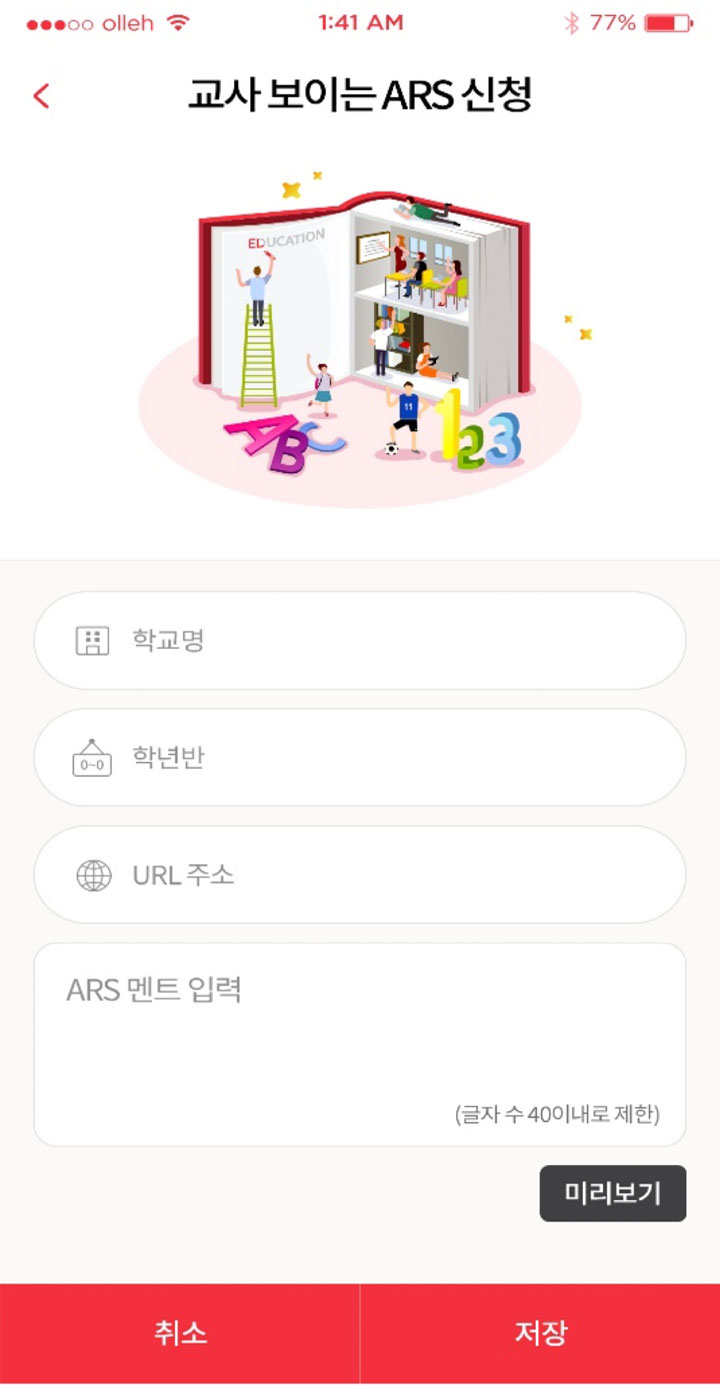 olleh 1:41 AM 77%
교사 보이는 ARS 신청
EDUCATION
11
ABC
123
학교명
0~0 학년반
URL 주소
ARS 멘트 입력
(글자 수 40이내로 제한)
미리보기
취소 저장